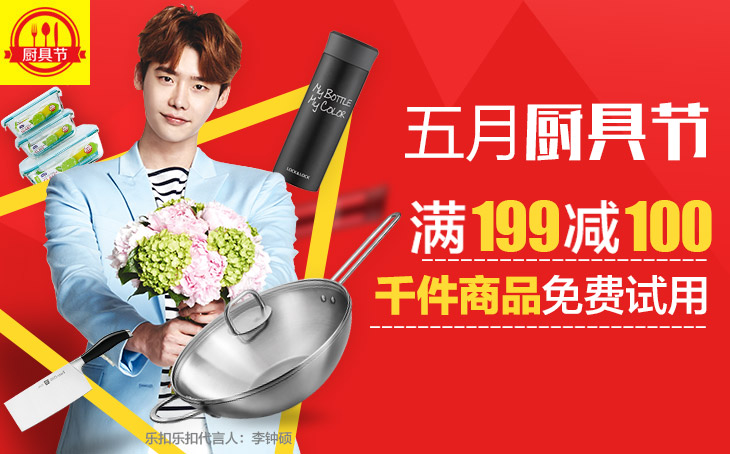 厨具节
MY BOTTLE
MY COLOR
LOCK&LOCK
五月厨具节
满199减100
千件商品免费试用
乐扣乐扣代言人：李钟硕